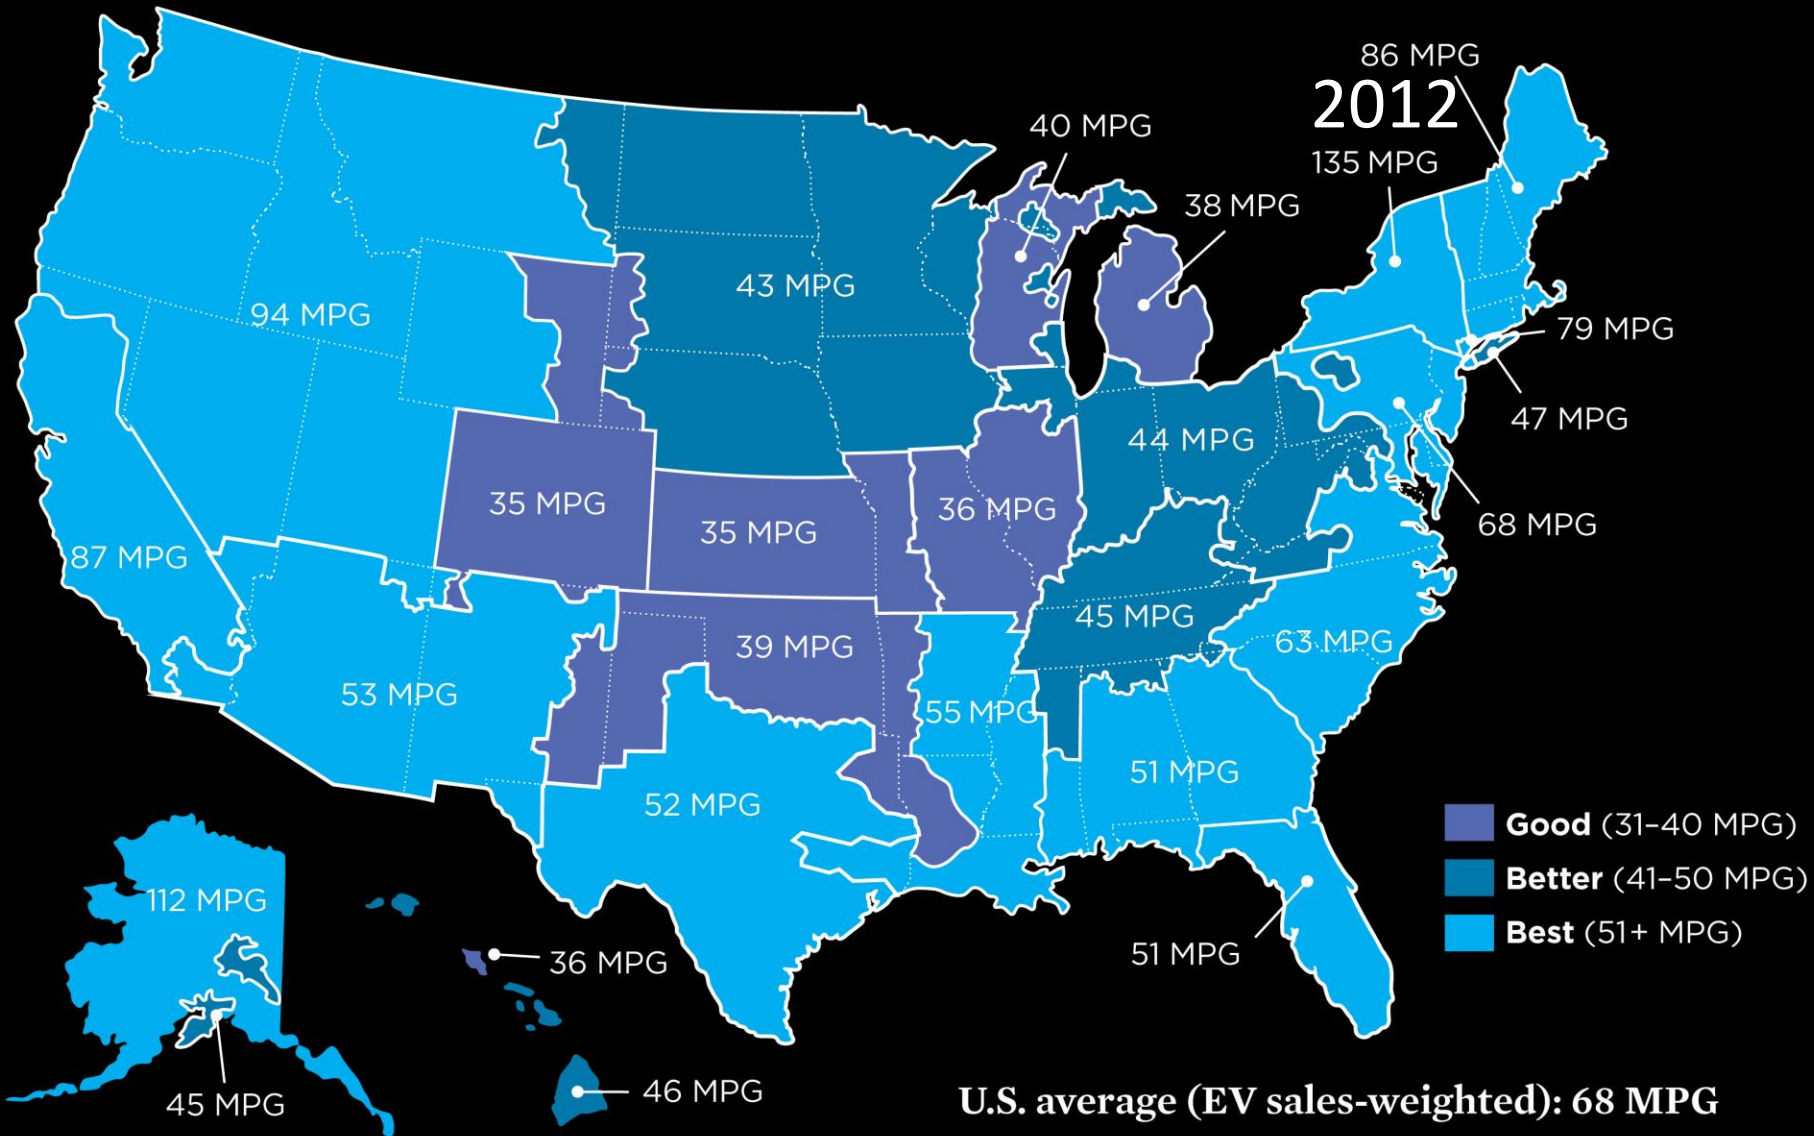 86 MPG
2012
40 MPG
135 MPG
38 MPG
43 MPG
94 MPG
79 MPG
47 MPG
44 MPG
35 MPG
36 MPG
35 MPG
68 MPG
87 MPG
45 MPG
63 MPG
39 MPG
53 MPG
55 MPG
51 MPG
52 MPG
Good (31–40 MPG)
Better (41–50 MPG)
Best (51+ MPG)
112 MPG
51 MPG
36 MPG
46 MPG
45 MPG
U.S. average (EV sales-weighted): 68 MPG